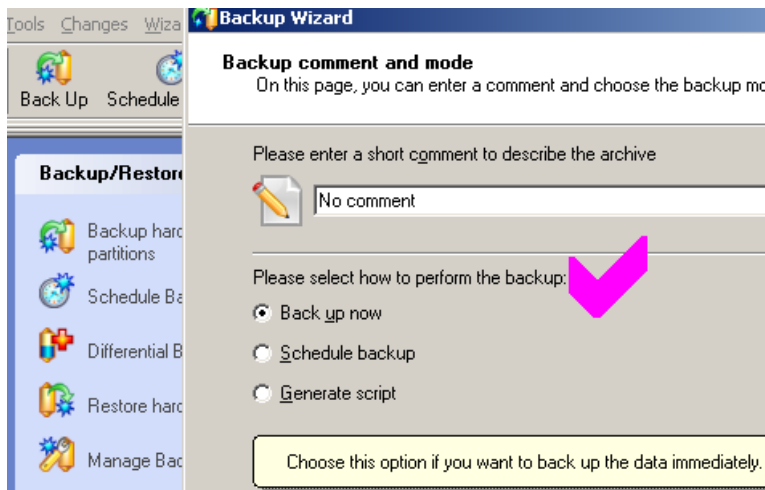 Tools Changes Wiza
Back Up Schedule
Backup/Restore
Backup hard
partitions
Schedule Ba
Differential B
Restore hard
Manage Bac
Backup Wizard
Backup comment and mode
On this page, you can enter a comment and choose the backup mo
Please enter a short comment to describe the archive
No comment
Please select how to perform the backup:
Back up now
Schedule backup
Generate script
Choose this option if you want to back up the data immediately.